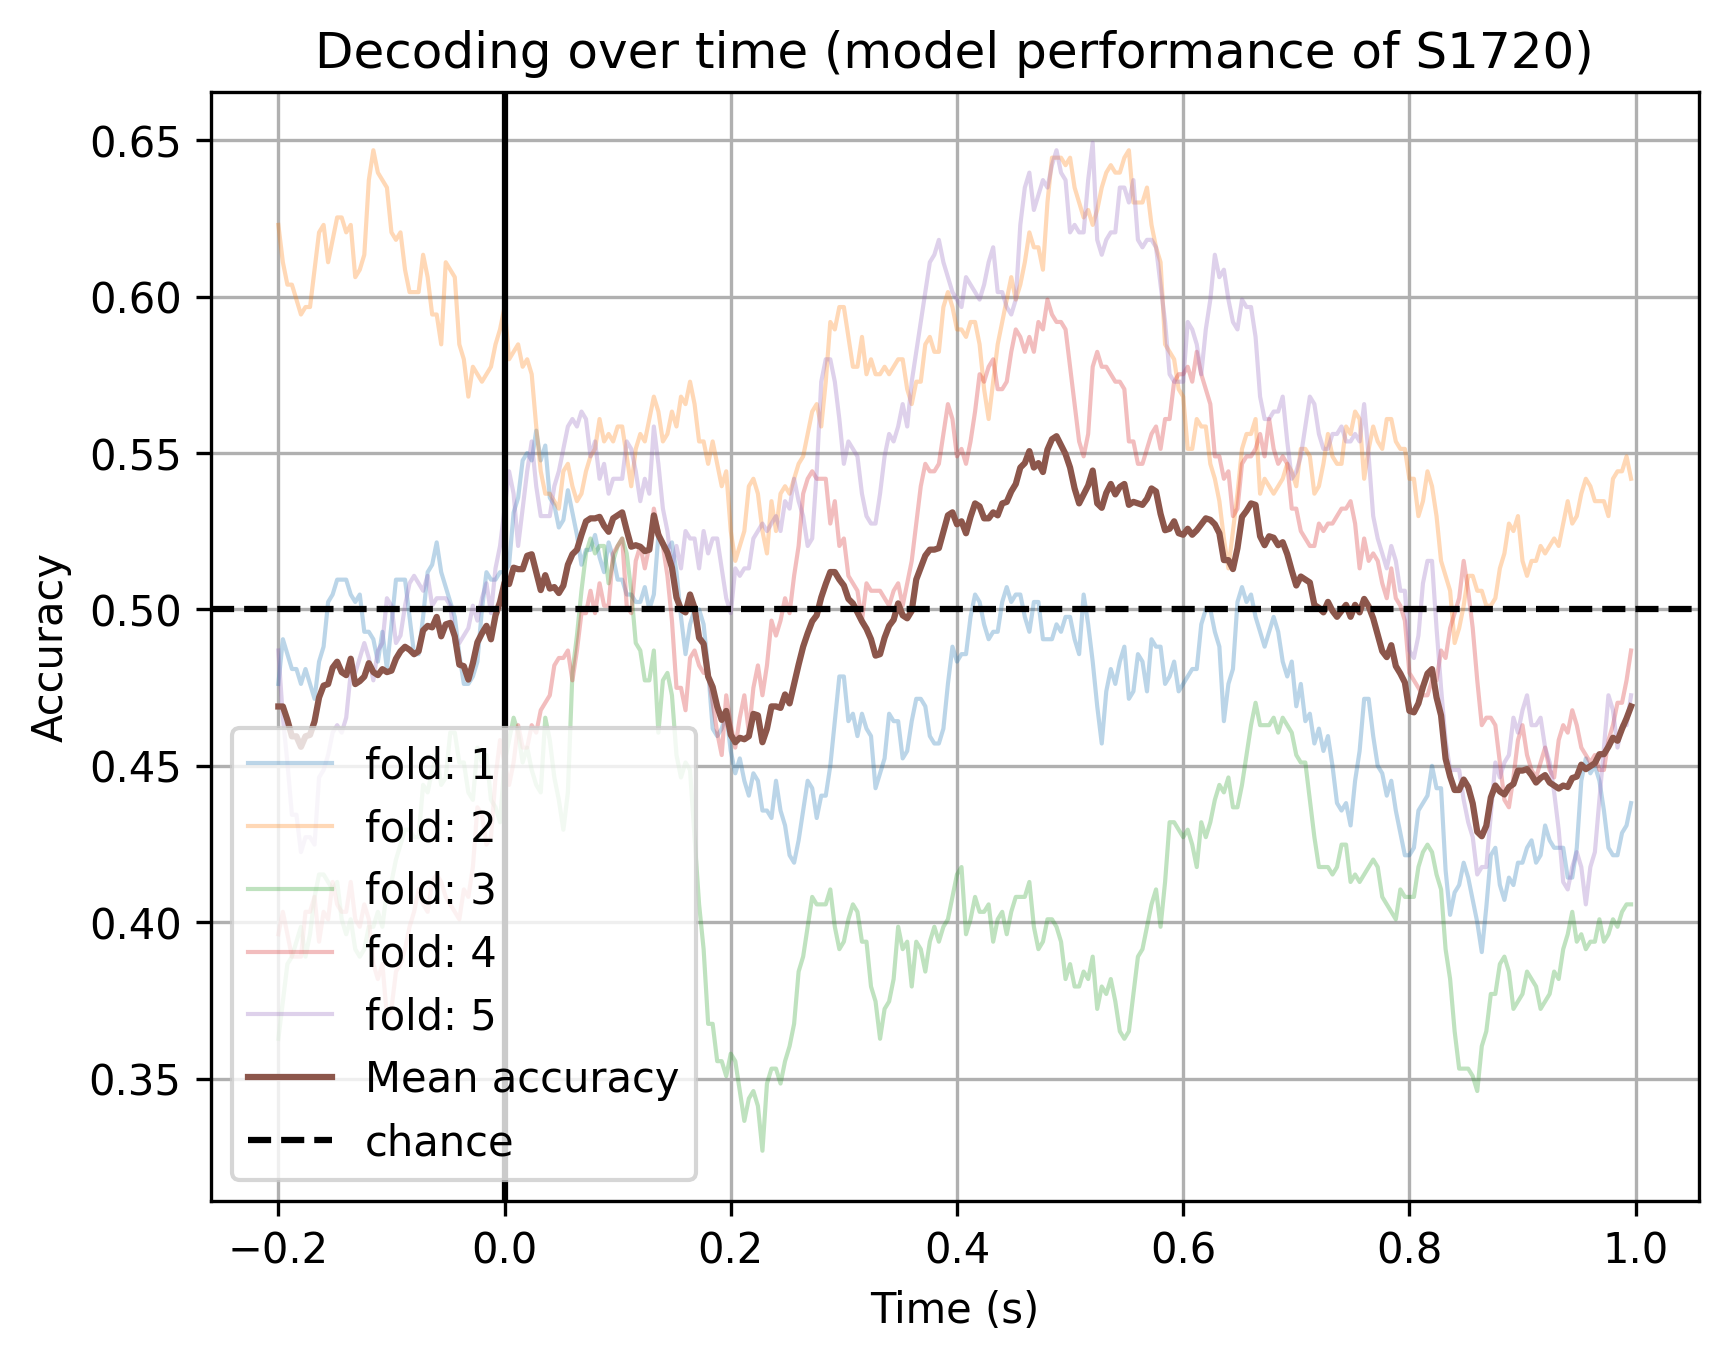 Decoding over time (model performance of S1720)
Accuracy
0.65
0.60
0.55
0.50
0.45
0.40
0.35
fold: 1
fold: 2
fold: 3
fold: 4
fold: 5
Mean accuracy
chance
−0.2 0.0 0.2 0.4 0.6 0.8 1.0
Time (s)